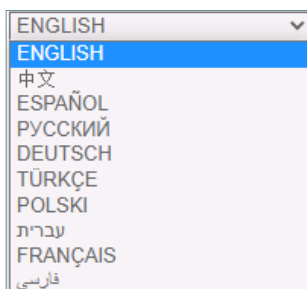 ENGLISH
ENGLISH
中文
ESPAÑOL
РУССКИЙ
DEUTSCH
TÜRKÇE
POLSKI
עברית
FRANÇAIS
فارسی